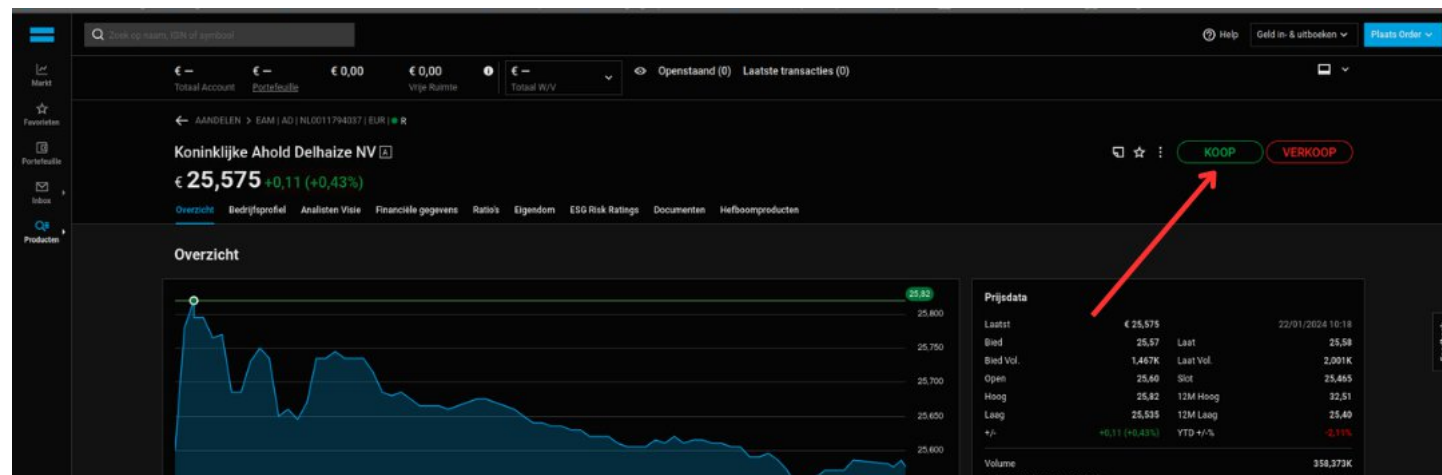 Zoek op naam, ISIN of symbool
Help
Geld in- & uitboeken
Plaats Order
Markt
Favorieten
Portefeuille
Inbox
Producten
€ — € — € 0,00 € 0,00 € —
Totaal Account Portefeuille Vrije Ruimte Totaal W/V
Openstaand (0) Laatste transacties (0)
← AANDELEN > EAM | AD | NL0011794037 | EUR | R
Koninklijke Ahold Delhaize NV A
€ 25,575 +0,11 (+0,43%)
KOOP VERKOOP
Overzicht Bedrijfsprofiel Analisten Visie Financiële gegevens Ratio's Eigendom ESG Risk Ratings Documenten Hefboomproducten
Overzicht
25,82
25,800
25,750
25,700
25,650
25,600
Prijsdata
Laatst € 25,575 22/01/2024 10:18
Bied 25,57 Laat 25,58
Bied Vol. 1,467K Laat Vol. 2,001K
Open 25,60 Slot 25,465
Hoog 25,82 12M Hoog 32,51
Laag 25,535 12M Laag 25,40
+/- +0,11 (+0,43%) YTD +/-% -2,11%
Volume 358,373K